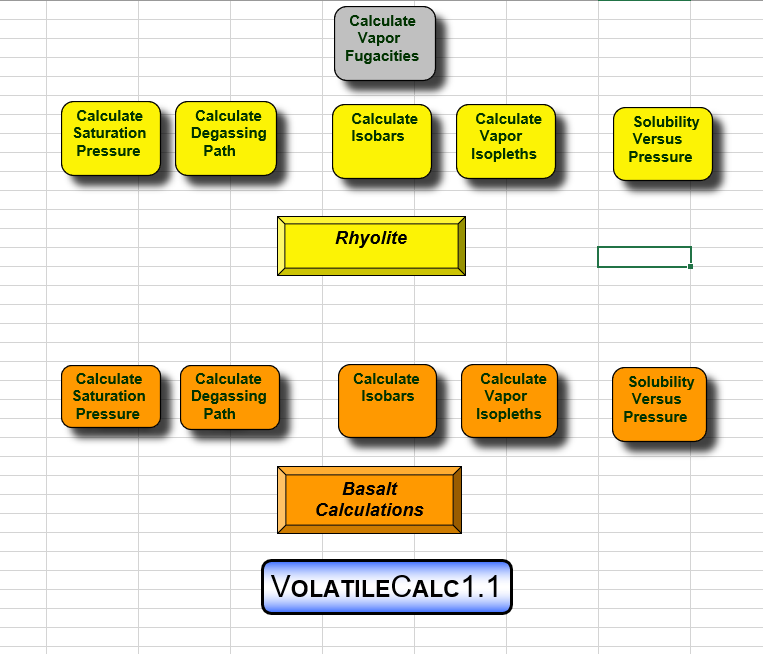 Calculate
Vapor
Fugacities
Calculate
Saturation
Pressure
Calculate
Degassing
Path
Calculate
Isobars
Calculate
Vapor
Isopleths
Solubility
Versus
Pressure
Rhyolite
Calculate
Saturation
Pressure
Calculate
Degassing
Path
Calculate
Isobars
Calculate
Vapor
Isopleths
Solubility
Versus
Pressure
Basalt
Calculations
VOLATILECALC1.1